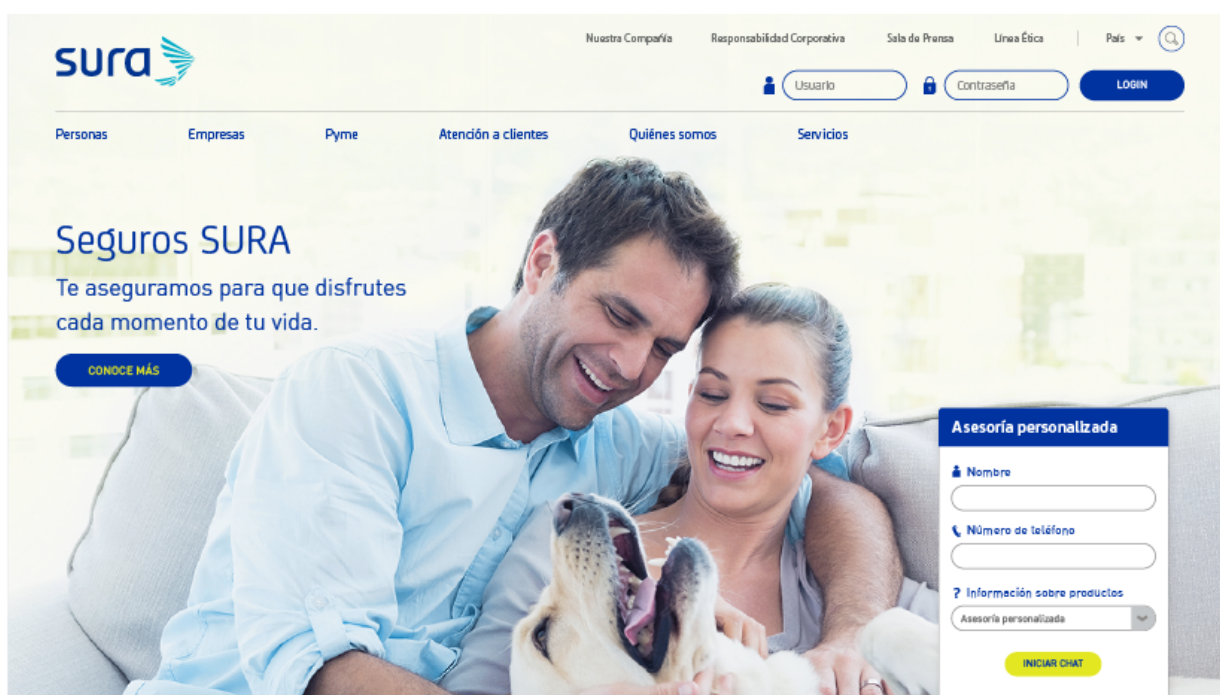 sura
Nuestra Compañía Responsabilidad Corporativa Sala de Prensa Línea Ética País
Usuario Contraseña LOGIN
Personas Empresas Pyme Atención a clientes Quiénes somos Servicios
Seguros SURA
Te aseguramos para que disfrutes
cada momento de tu vida.
CONOCE MÁS
Asesoría personalizada
Nombre
Número de teléfono
? Información sobre productos
Asesoría personalizada
INICIAR CHAT